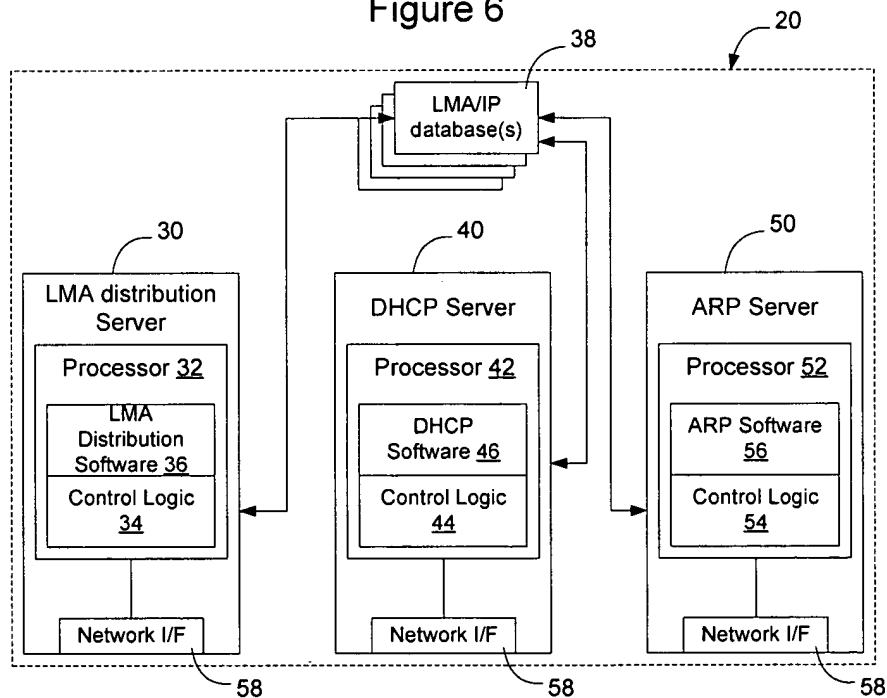 Figure 6
20
38
LMA/IP
database(s)
30
40
50
LMA distribution
Server
DHCP Server
ARP Server
Processor 32
Processor 42
Processor 52
LMA
Distribution
Software 36
DHCP
Software 46
ARP Software
56
Control Logic
34
Control Logic
44
Control Logic
54
Network I/F
Network I/F
Network I/F
58
58
58